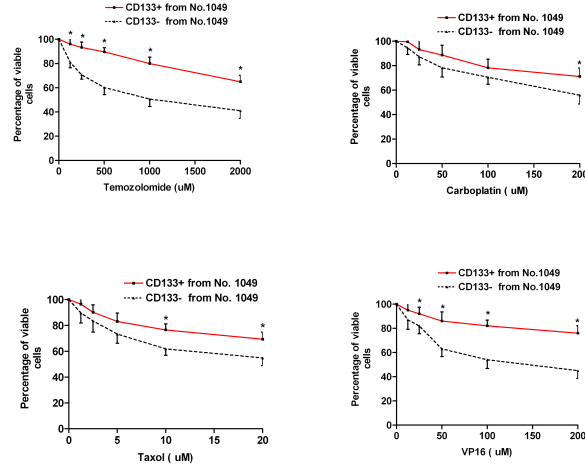 CD133+ from No.1049
CD133- from No.1049
*
*
*
*
*
Percentage of viable
cells
100
80
60
40
20
0
0
500
1000
1500
2000
Temozolomide (uM)
CD133+ from No. 1049
CD133- from No. 1049
*
Percentage of viable
cells
100
80
60
40
20
0
0
50
100
150
200
Carboplatin ( uM)
CD133+ from No. 1049
CD133- from No. 1049
*
*
Percentage of viable
cells
100
80
60
40
20
0
0
5
10
15
20
Taxol ( uM)
CD133+ from No.1049
CD133- from No.1049
*
*
*
*
Percentage of viable
cells
100
80
60
40
20
0
0
50
100
150
200
VP16 ( uM)